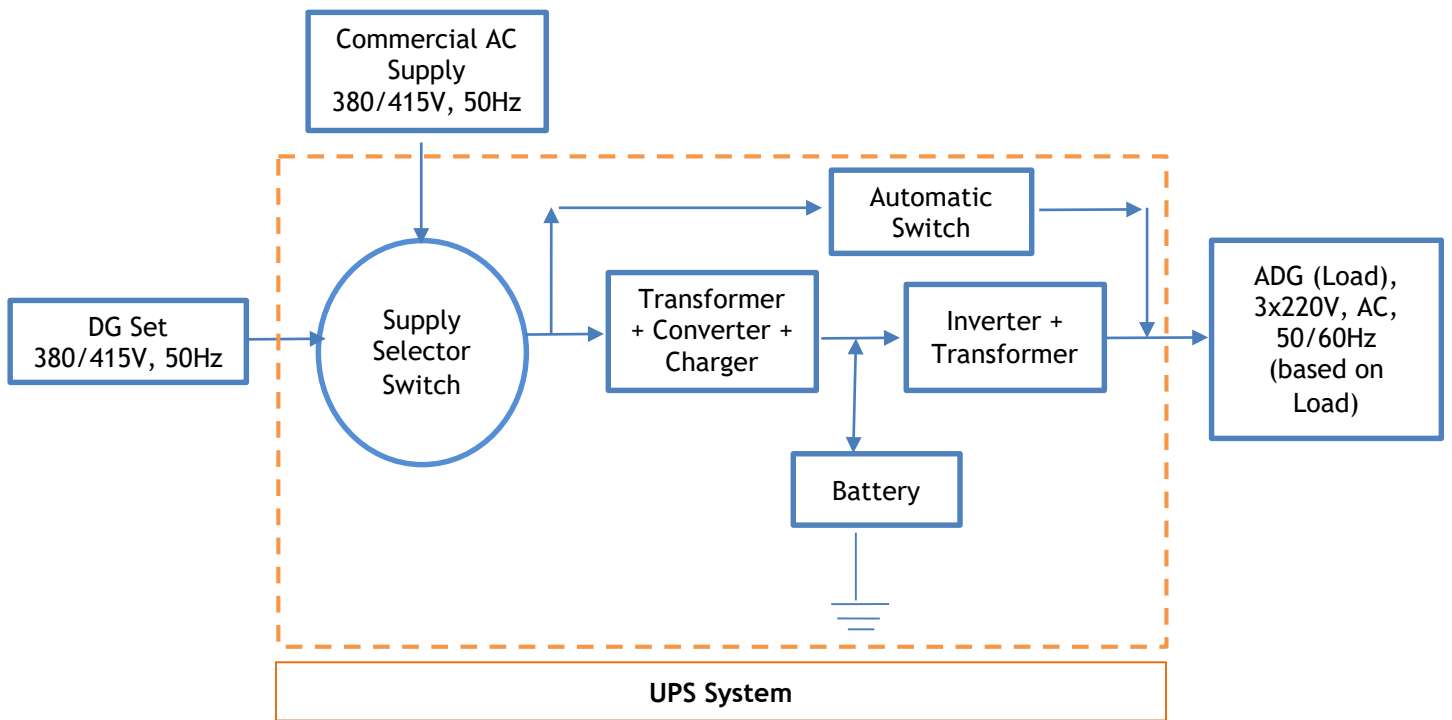 Commercial AC
Supply
380/415V, 50Hz
Automatic
Switch
DG Set
380/415V, 50Hz
Supply
Selector
Switch
Transformer
+ Converter +
Charger
Inverter +
Transformer
ADG (Load),
3x220V, AC,
50/60Hz
(based on
Load)
Battery
UPS System